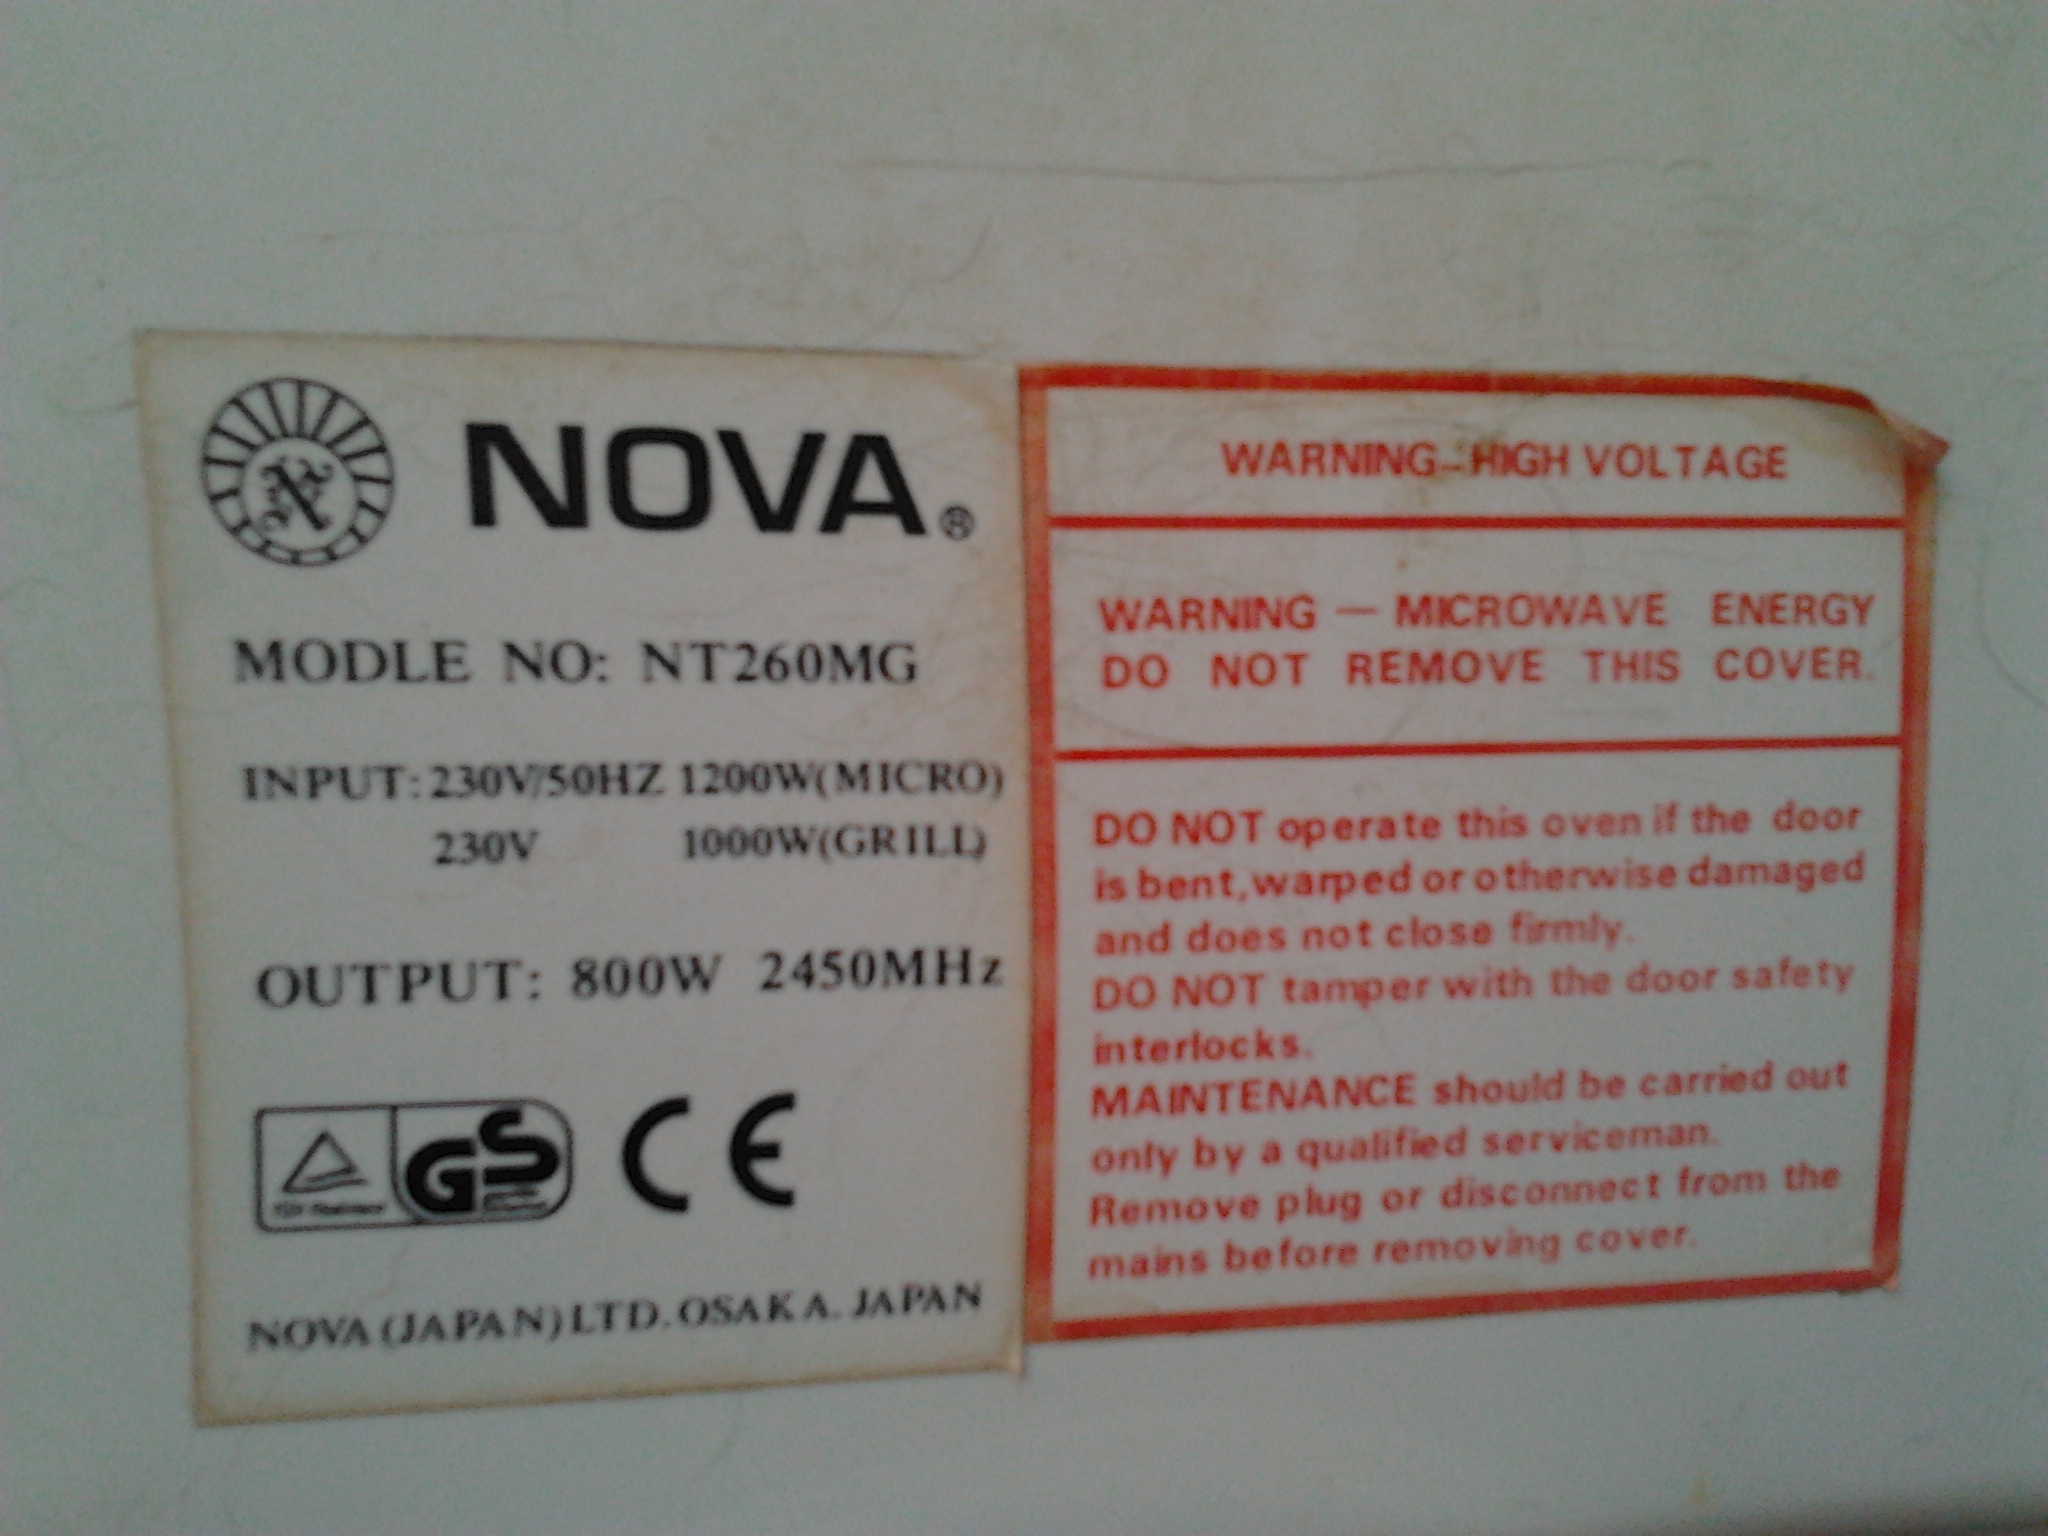 NOVA®
MODLE NO: NT260MG
INPUT: 230V/50HZ 1200W(MICRO)
230V 1000W(GRILL)
OUTPUT: 800W 2450MHz
GS
CE
NOVA (JAPAN) LTD. OSAKA. JAPAN
WARNING-HIGH VOLTAGE
WARNING — MICROWAVE ENERGY
DO NOT REMOVE THIS COVER.
DO NOT operate this oven if the door
is bent, warped or otherwise damaged
and does not close firmly.
DO NOT tamper with the door safety
interlocks.
MAINTENANCE should be carried out
only by a qualified serviceman.
Remove plug or disconnect from the
mains before removing cover.